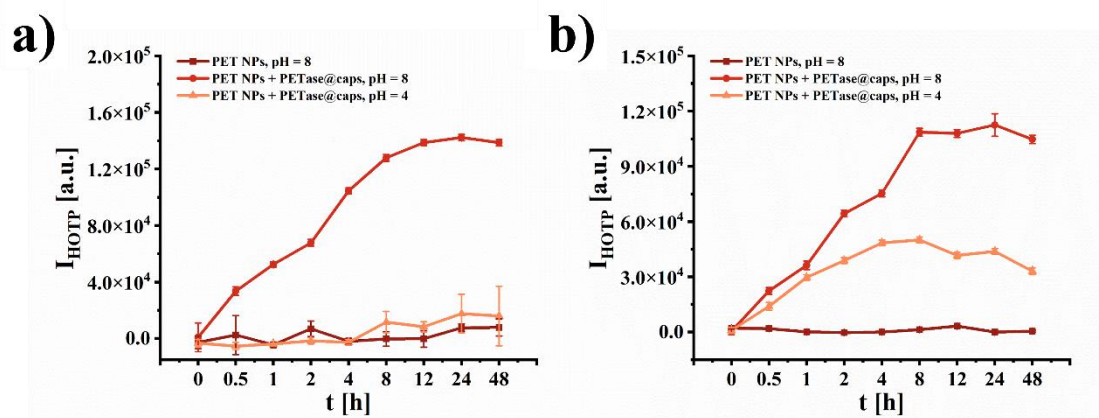 a)
I_HOTP [a.u.]
2.0×10⁵
1.6×10⁵
1.2×10⁵
8.0×10⁴
4.0×10⁴
0.0
PET NPs, pH = 8
PET NPs + PETase@caps, pH = 8
PET NPs + PETase@caps, pH = 4
0 0.5 1 2 4 8 12 24 48
t [h]
b)
I_HOTP [a.u.]
1.5×10⁵
1.2×10⁵
9.0×10⁴
6.0×10⁴
3.0×10⁴
0.0
PET NPs, pH = 8
PET NPs + PETase@caps, pH = 8
PET NPs + PETase@caps, pH = 4
0 0.5 1 2 4 8 12 24 48
t [h]